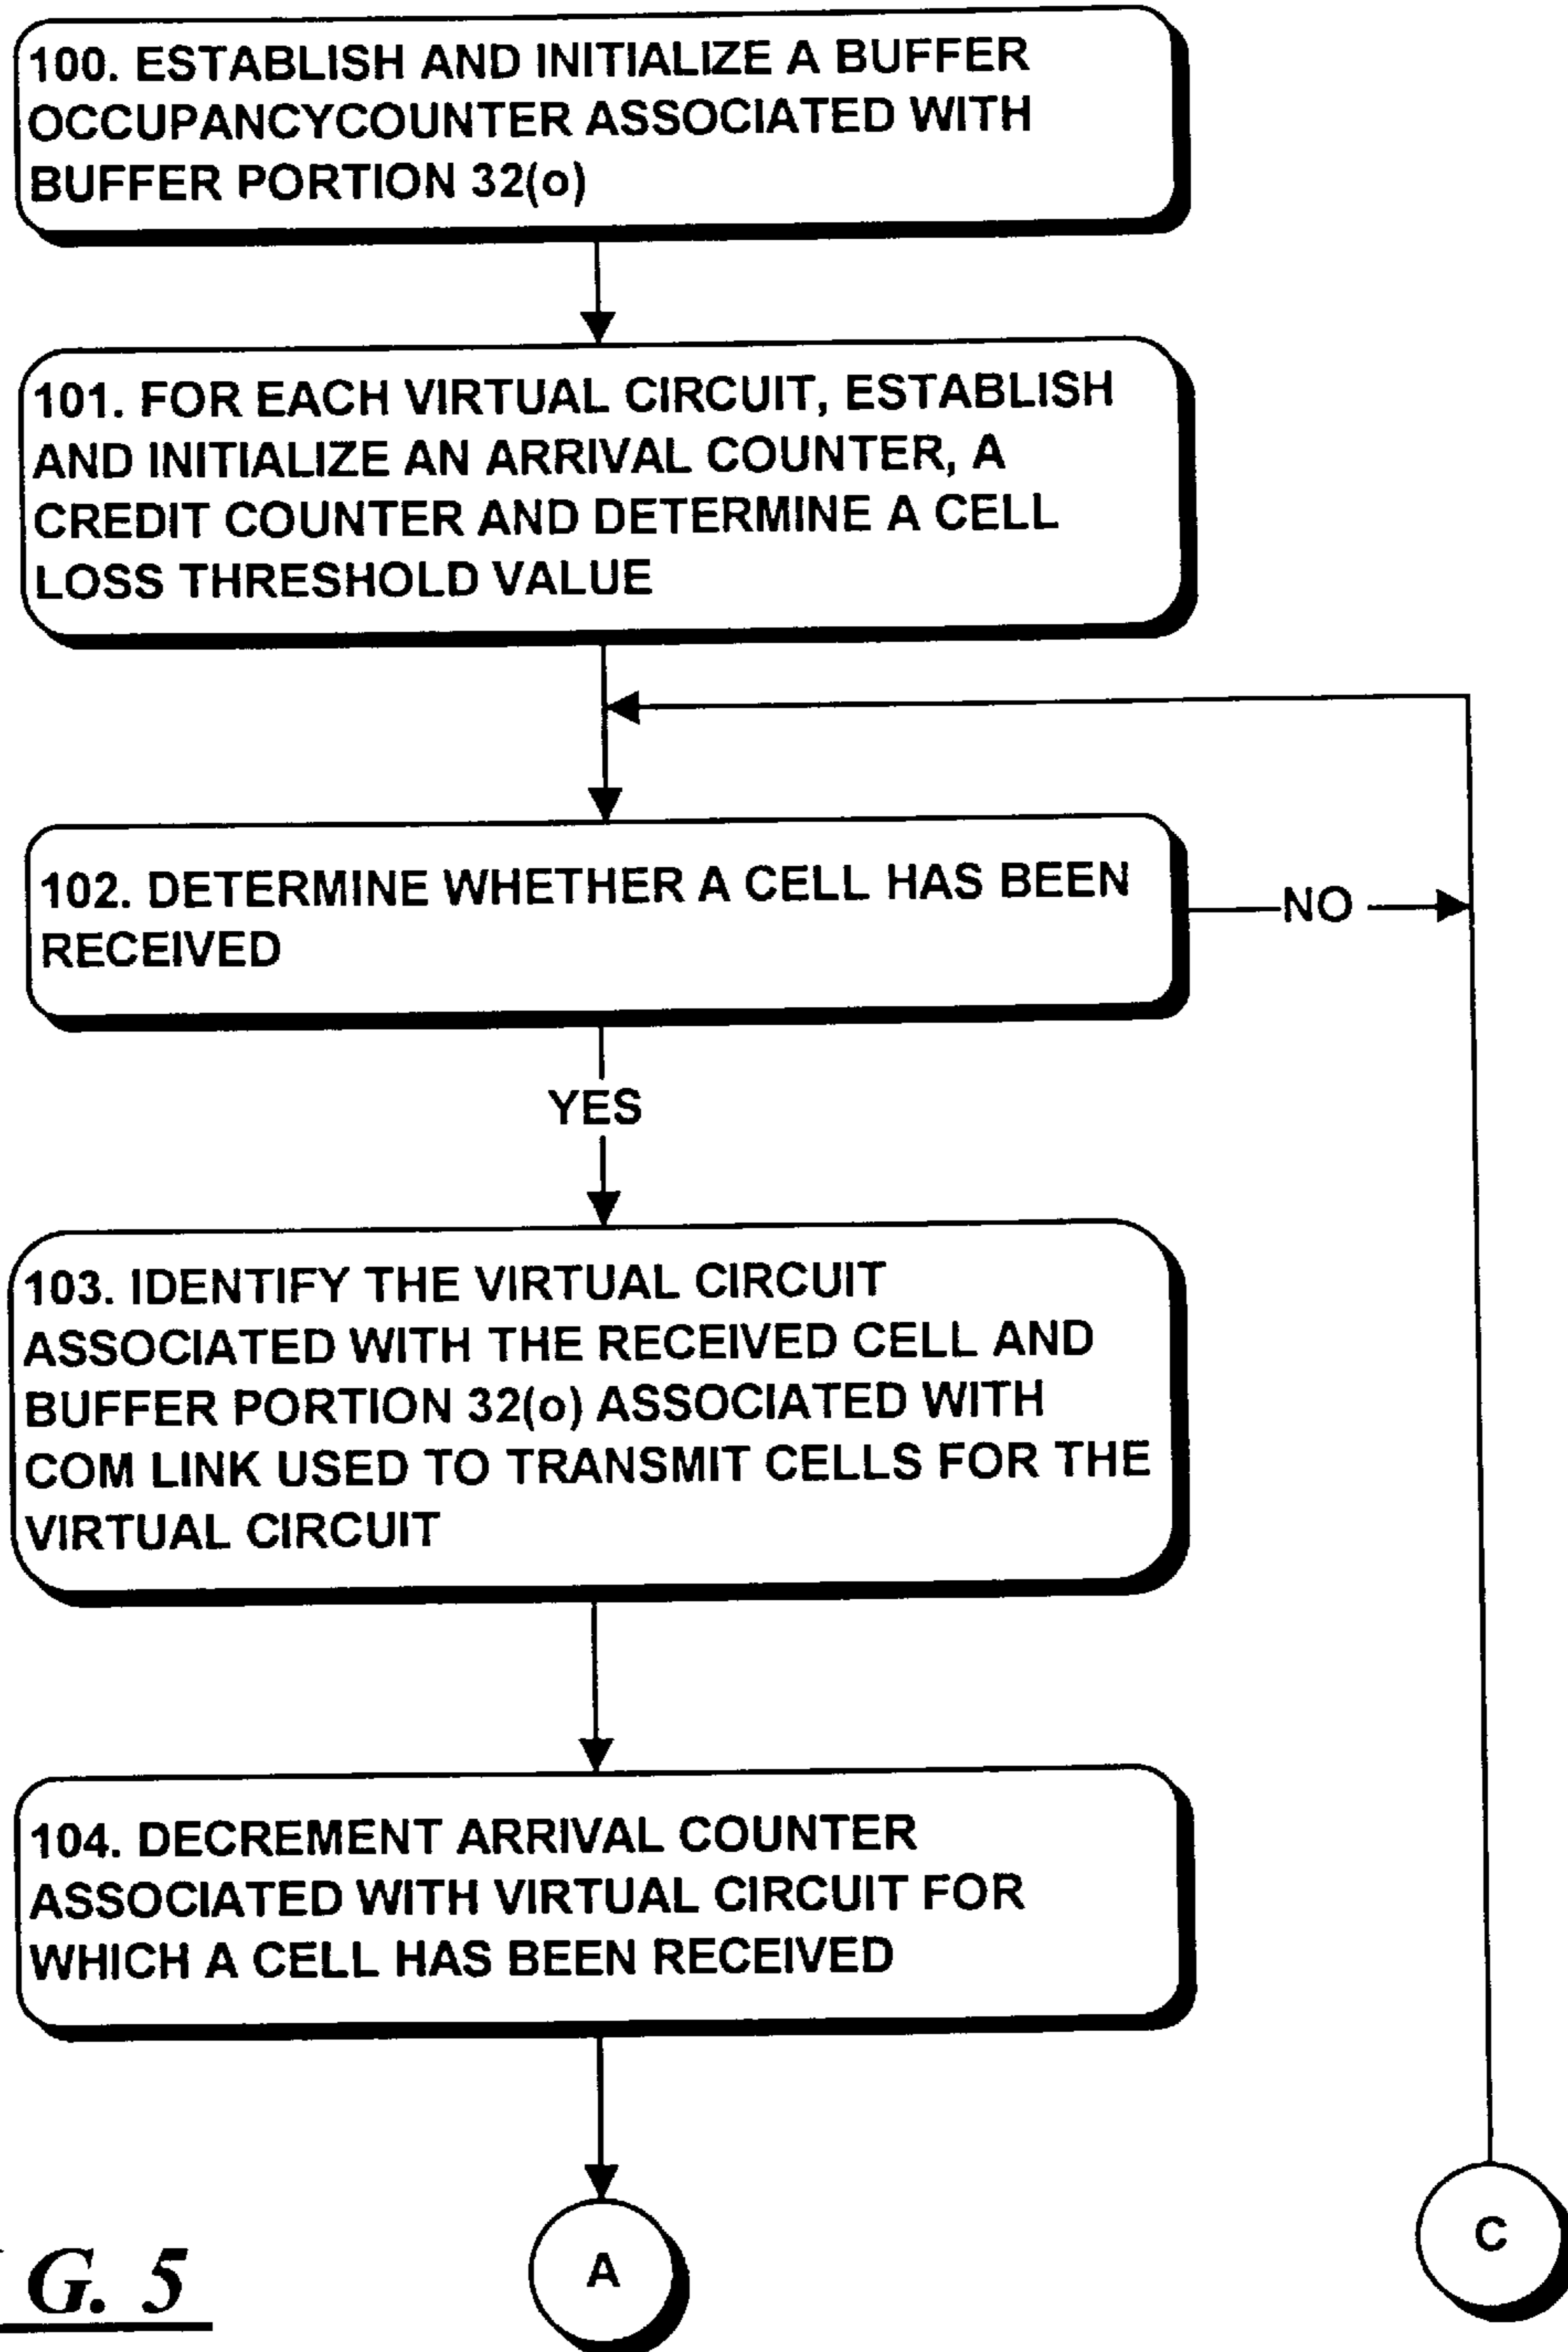 100. ESTABLISH AND INITIALIZE A BUFFER
OCCUPANCYCOUNTER ASSOCIATED WITH
BUFFER PORTION 32(o)
101. FOR EACH VIRTUAL CIRCUIT, ESTABLISH
AND INITIALIZE AN ARRIVAL COUNTER, A
CREDIT COUNTER AND DETERMINE A CELL
LOSS THRESHOLD VALUE
102. DETERMINE WHETHER A CELL HAS BEEN
RECEIVED
NO
YES
103. IDENTIFY THE VIRTUAL CIRCUIT
ASSOCIATED WITH THE RECEIVED CELL AND
BUFFER PORTION 32(o) ASSOCIATED WITH
COM LINK USED TO TRANSMIT CELLS FOR THE
VIRTUAL CIRCUIT
104. DECREMENT ARRIVAL COUNTER
ASSOCIATED WITH VIRTUAL CIRCUIT FOR
WHICH A CELL HAS BEEN RECEIVED
A
C
G. 5